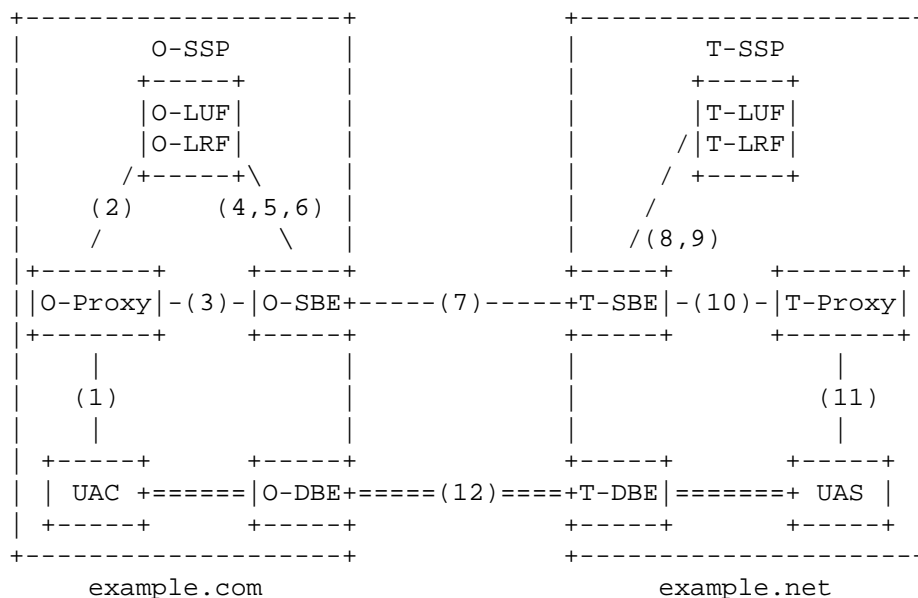 O-SSP T-SSP
O-LUF T-LUF
O-LRF T-LRF
(2) (4,5,6)
(8,9)
O-Proxy -(3)- O-SBE -----(7)----- T-SBE -(10)- T-Proxy
(1) (11)
UAC ====== O-DBE =====(12)==== T-DBE ======= UAS
example.com example.net